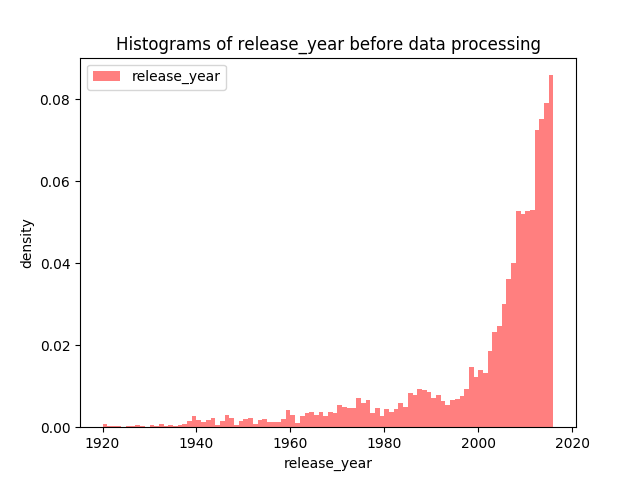 Histograms of release_year before data processing
release_year
0.08
0.06
0.04
0.02
0.00
density
1920 1940 1960 1980 2000 2020
release_year